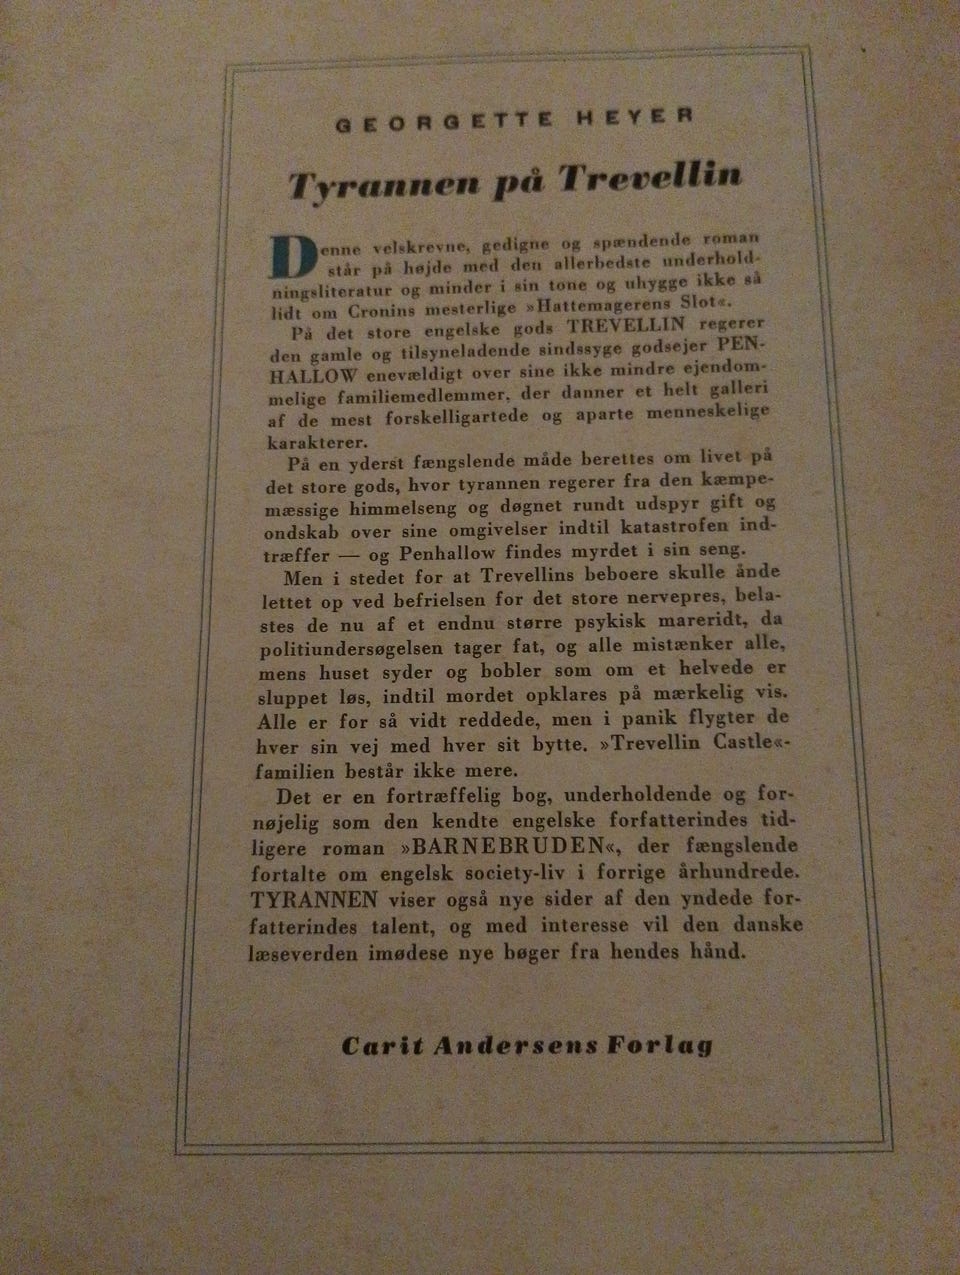 GEORGETTE HEYER
Tyrannen på Trevellin
Denne velskrevne, gedigne og spændende roman
står på højde med den allerbedste underhold-
ningsliteratur og minder i sin tone og uhygge ikke så
lidt om Cronins mesterlige »Hattemagerens Slot«.
På det store engelske gods TREVELLIN regerer
den gamle og tilsyneladende sindssyge godsejer PEN-
HALLOW enevældigt over sine ikke mindre ejendom-
melige familiemedlemmer, der danner et helt galleri
af de mest forskelligartede og aparte menneskelige
karakterer.
På en yderst fængslende måde berettes om livet på
det store gods, hvor tyrannen regerer fra den kæmpe-
mæssige himmelseng og døgnet rundt udspyr gift og
ondskab over sine omgivelser indtil katastrofen ind-
træffer — og Penhallow findes myrdet i sin seng.
Men i stedet for at Trevellins beboere skulle ånde
lettet op ved befrielsen for det store nervepres, bela-
stes de nu af et endnu større psykisk mareridt, da
politiundersøgelsen tager fat, og alle mistænker alle,
mens huset syder og bobler som om et helvede er
sluppet løs, indtil mordet opklares på mærkelig vis.
Alle er for så vidt reddede, men i panik flygter de
hver sin vej med hver sit bytte. »Trevellin Castle«-
familien består ikke mere.
Det er en fortræffelig bog, underholdende og for-
nøjelig som den kendte engelske forfatterindes tid-
ligere roman »BARNEBRUDEN«, der fængslende
fortalte om engelsk society-liv i forrige århundrede.
TYRANNEN viser også nye sider af den yndede for-
fatterindes talent, og med interesse vil den danske
læseverden imødese nye bøger fra hendes hånd.
Carit Andersens Forlag